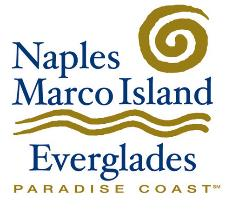 Naples
Marco Island
Everglades
PARADISE COAST℠